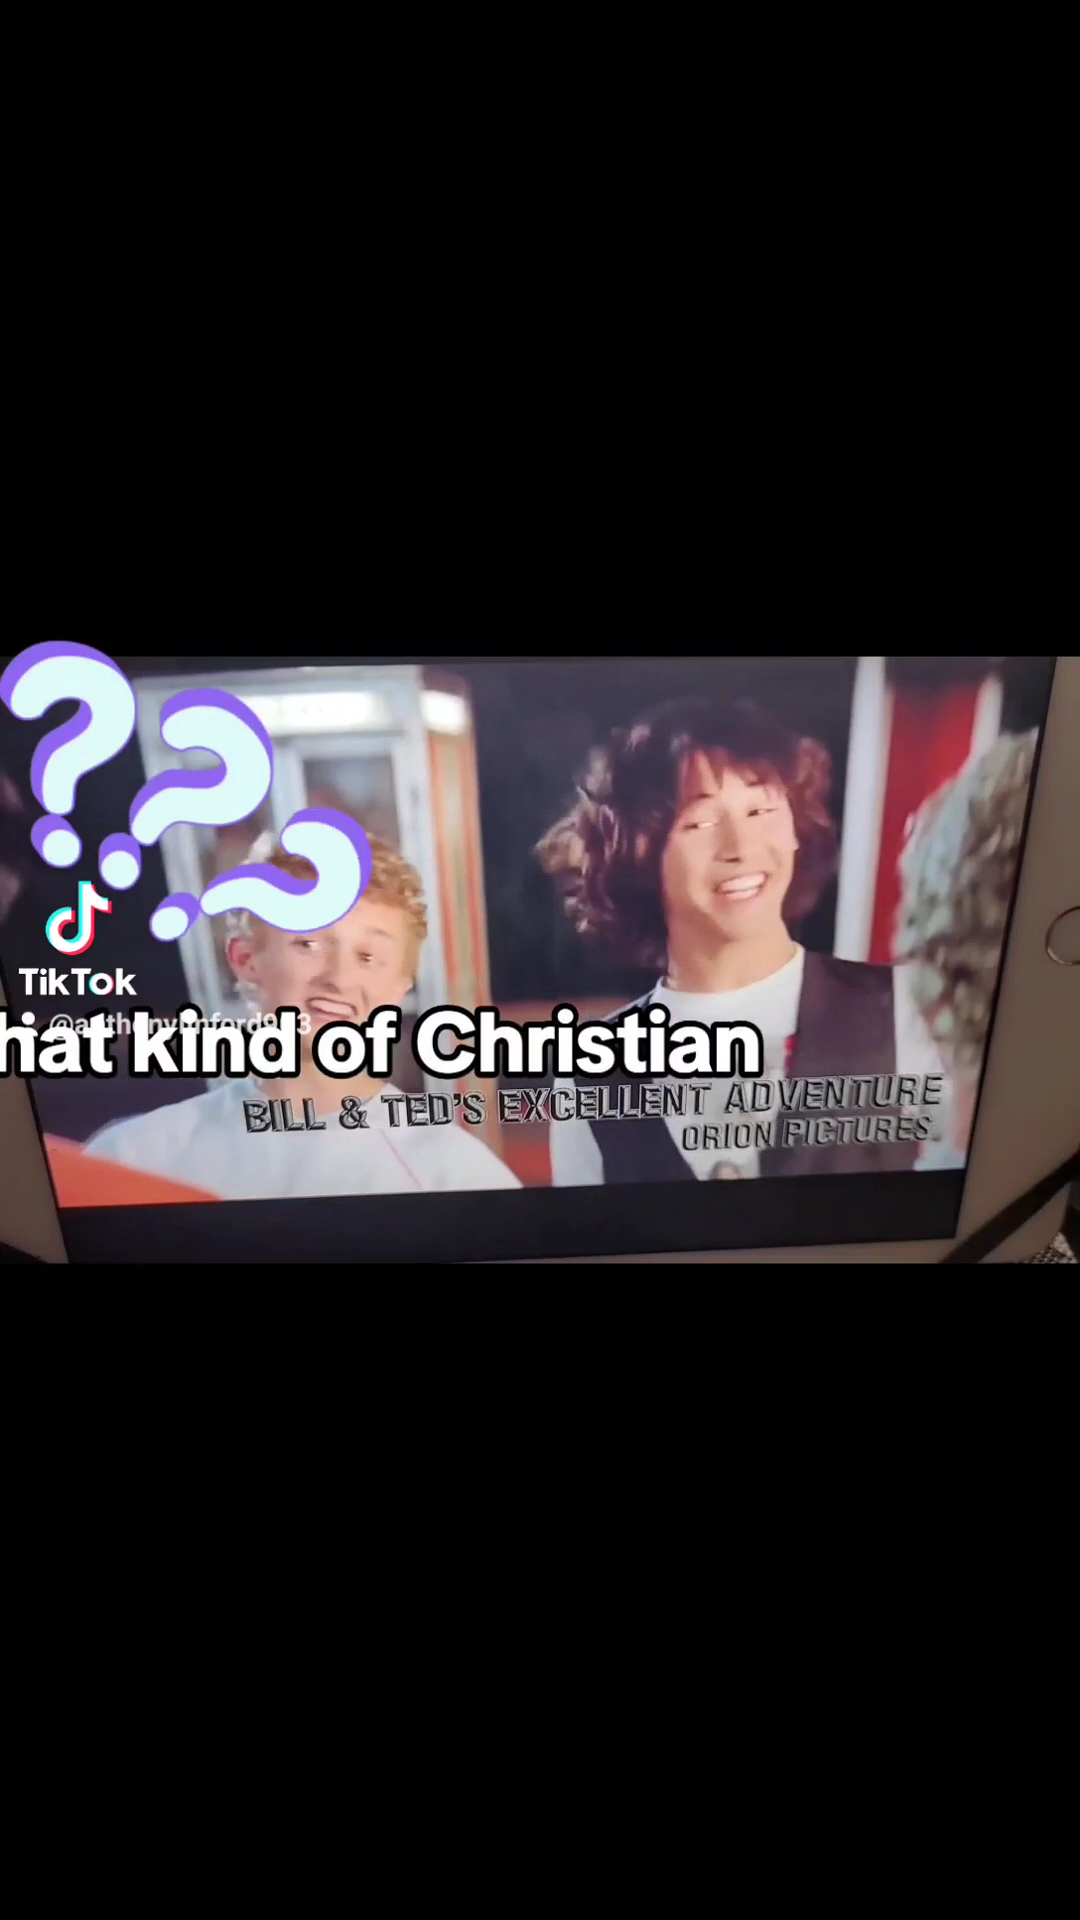 ???
TikTok
hat kind of Christian
BILL & TED'S EXCELLENT ADVENTURE
ORION PICTURES.